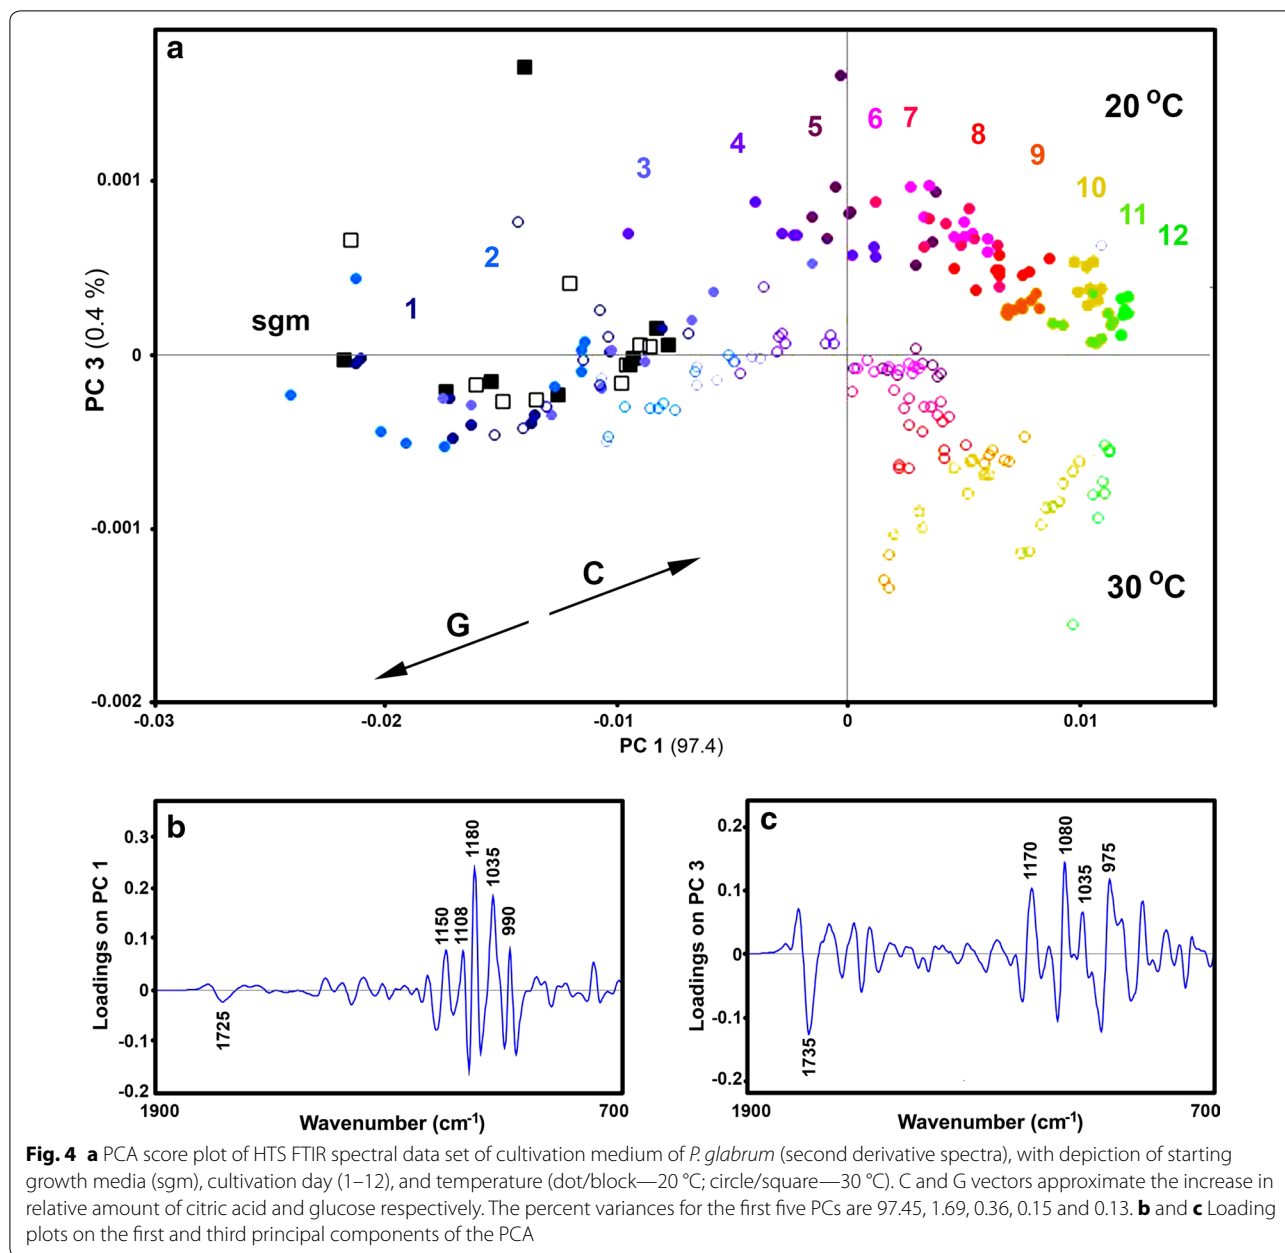 a
20 °C
5 6 7
4 8
3 9
0.001
10
11
2 12
1
sgm
PC 3 (0.4 %)
0
-0.001
C
30 °C
G
-0.002
-0.03 -0.02 -0.01 0 0.01
PC 1 (97.4)
b
Loadings on PC 1
0.3
0.2
0.1
0
-0.1
-0.2
1725
1150
1108
1180
1035
990
1900 700
Wavenumber (cm-1)
c
Loadings on PC 3
0.2
0.1
0
-0.1
-0.2
1735
1170
1080
1035
975
1900 700
Wavenumber (cm-1)
Fig. 4 a PCA score plot of HTS FTIR spectral data set of cultivation medium of P. glabrum (second derivative spectra), with depiction of starting
growth media (sgm), cultivation day (1–12), and temperature (dot/block—20 °C; circle/square—30 °C). C and G vectors approximate the increase in
relative amount of citric acid and glucose respectively. The percent variances for the first five PCs are 97.45, 1.69, 0.36, 0.15 and 0.13. b and c Loading
plots on the first and third principal components of the PCA